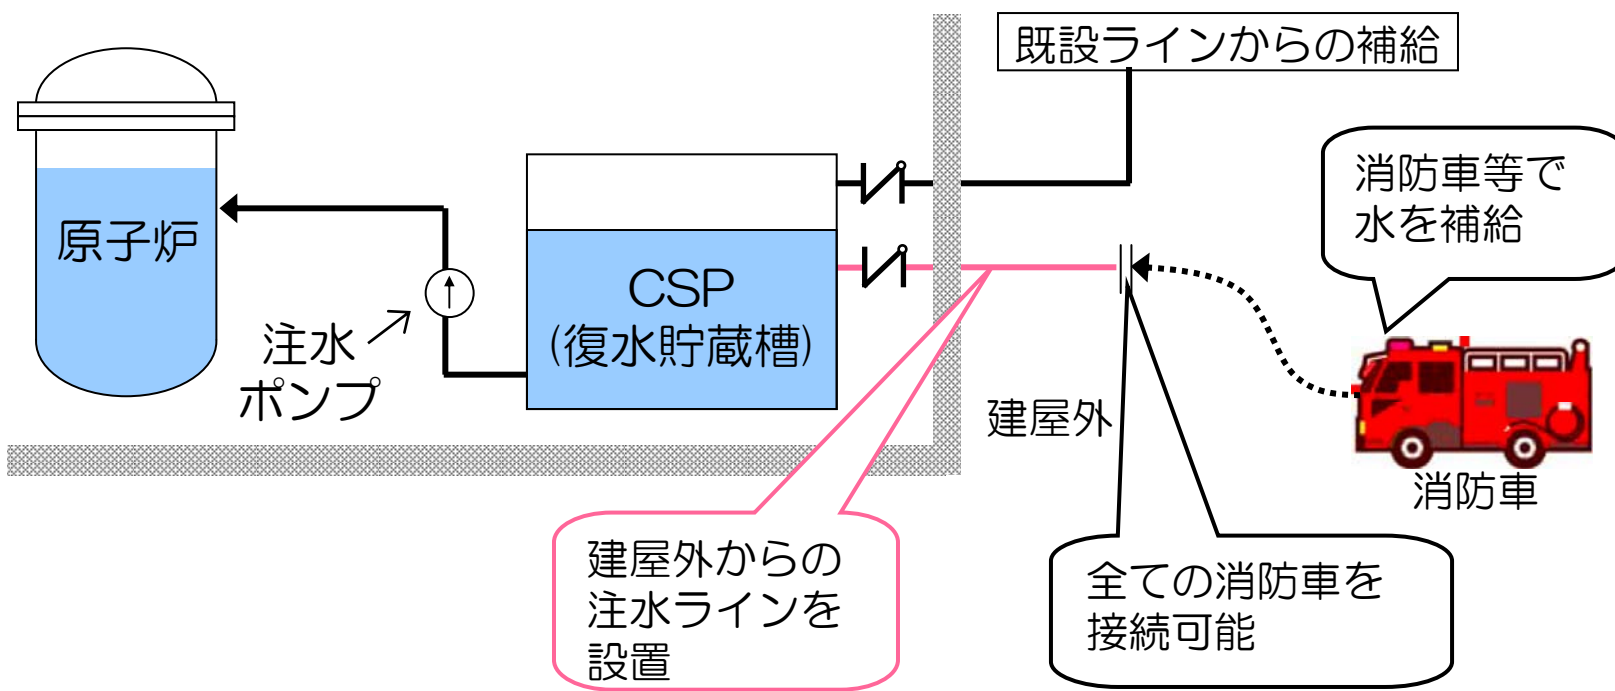 既設ラインからの補給
消防車等で
水を補給
原子炉
CSP
(復水貯蔵槽)
注水
ポンプ
建屋外
消防車
建屋外からの
注水ラインを
設置
全ての消防車を
接続可能